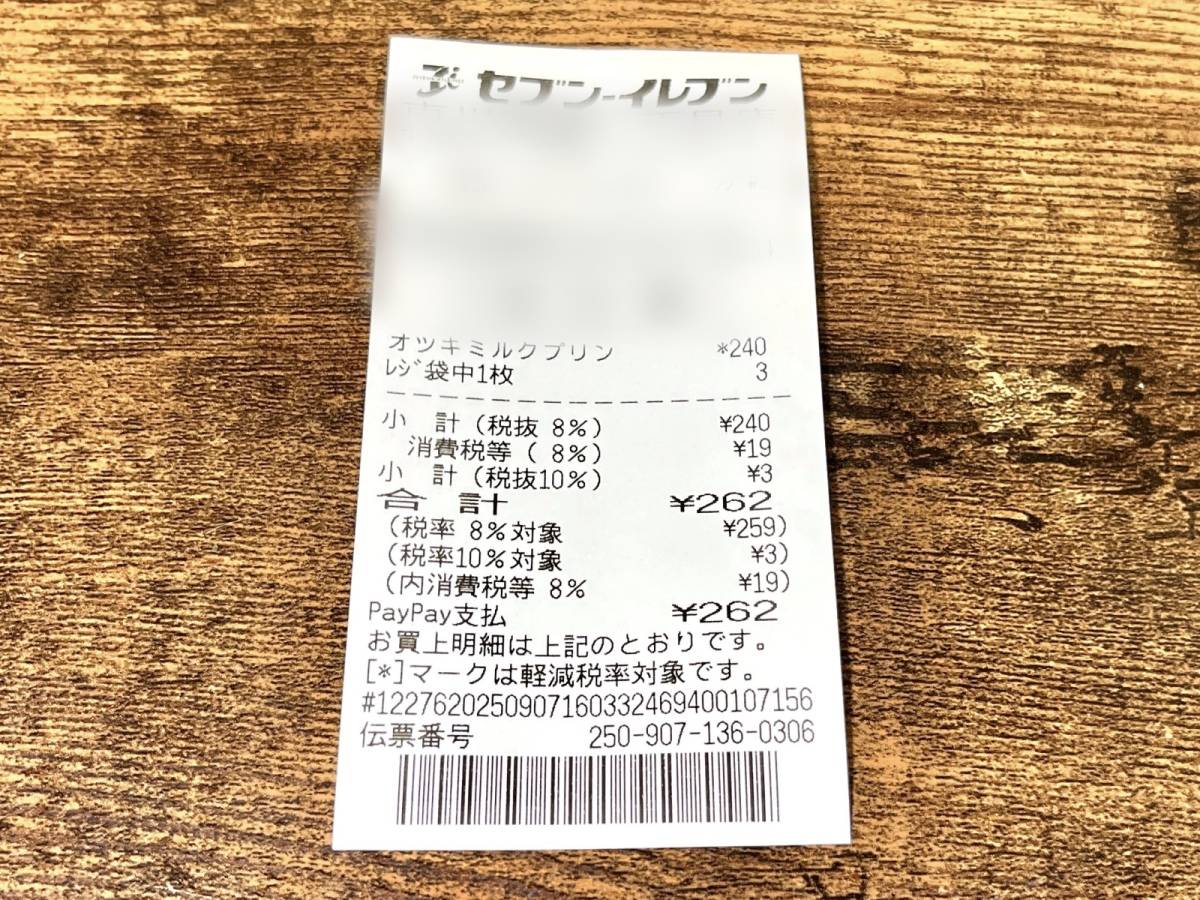 セブン-イレブン
オツキミルクプリン *240
レジ袋中1枚 3
小 計(税抜 8%) ¥240
消費税等( 8%) ¥19
小 計(税抜10%) ¥3
合 計 ¥262
(税率 8%対象 ¥259)
(税率10%対象 ¥3)
(内消費税等 8% ¥19)
PayPay支払 ¥262
お買上明細は上記のとおりです。
[*]マークは軽減税率対象です。
#122762025090716033246940010​7156
伝票番号 250-907-136-0306